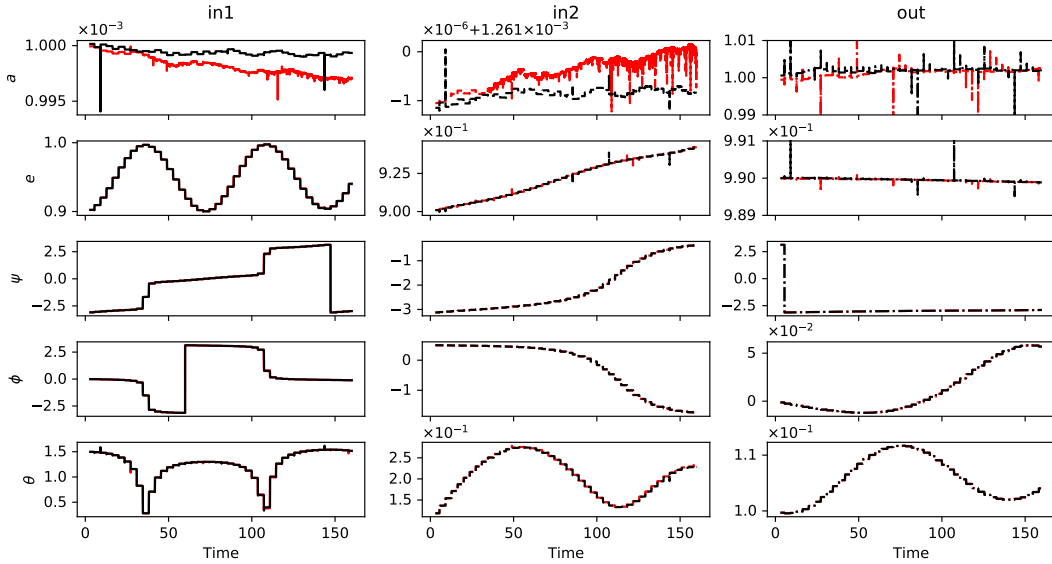 in1 in2 out
×10⁻³ ×10⁻⁶+1.261×10⁻³
a 1.000 0.995 0 −1 1.01 1.00 0.99
×10⁻¹ ×10⁻¹
e 1.0 0.9 9.25 9.00 9.91 9.90 9.89
ψ 2.5 0.0 −2.5 −1 −2 −3 2.5 0.0 −2.5
×10⁻²
ϕ 2.5 0.0 −2.5 0 −1 5 0
×10⁻¹ ×10⁻¹
θ 1.5 1.0 0.5 2.5 2.0 1.5 1.1 1.0
0 50 100 150 0 50 100 150 0 50 100 150
Time Time Time